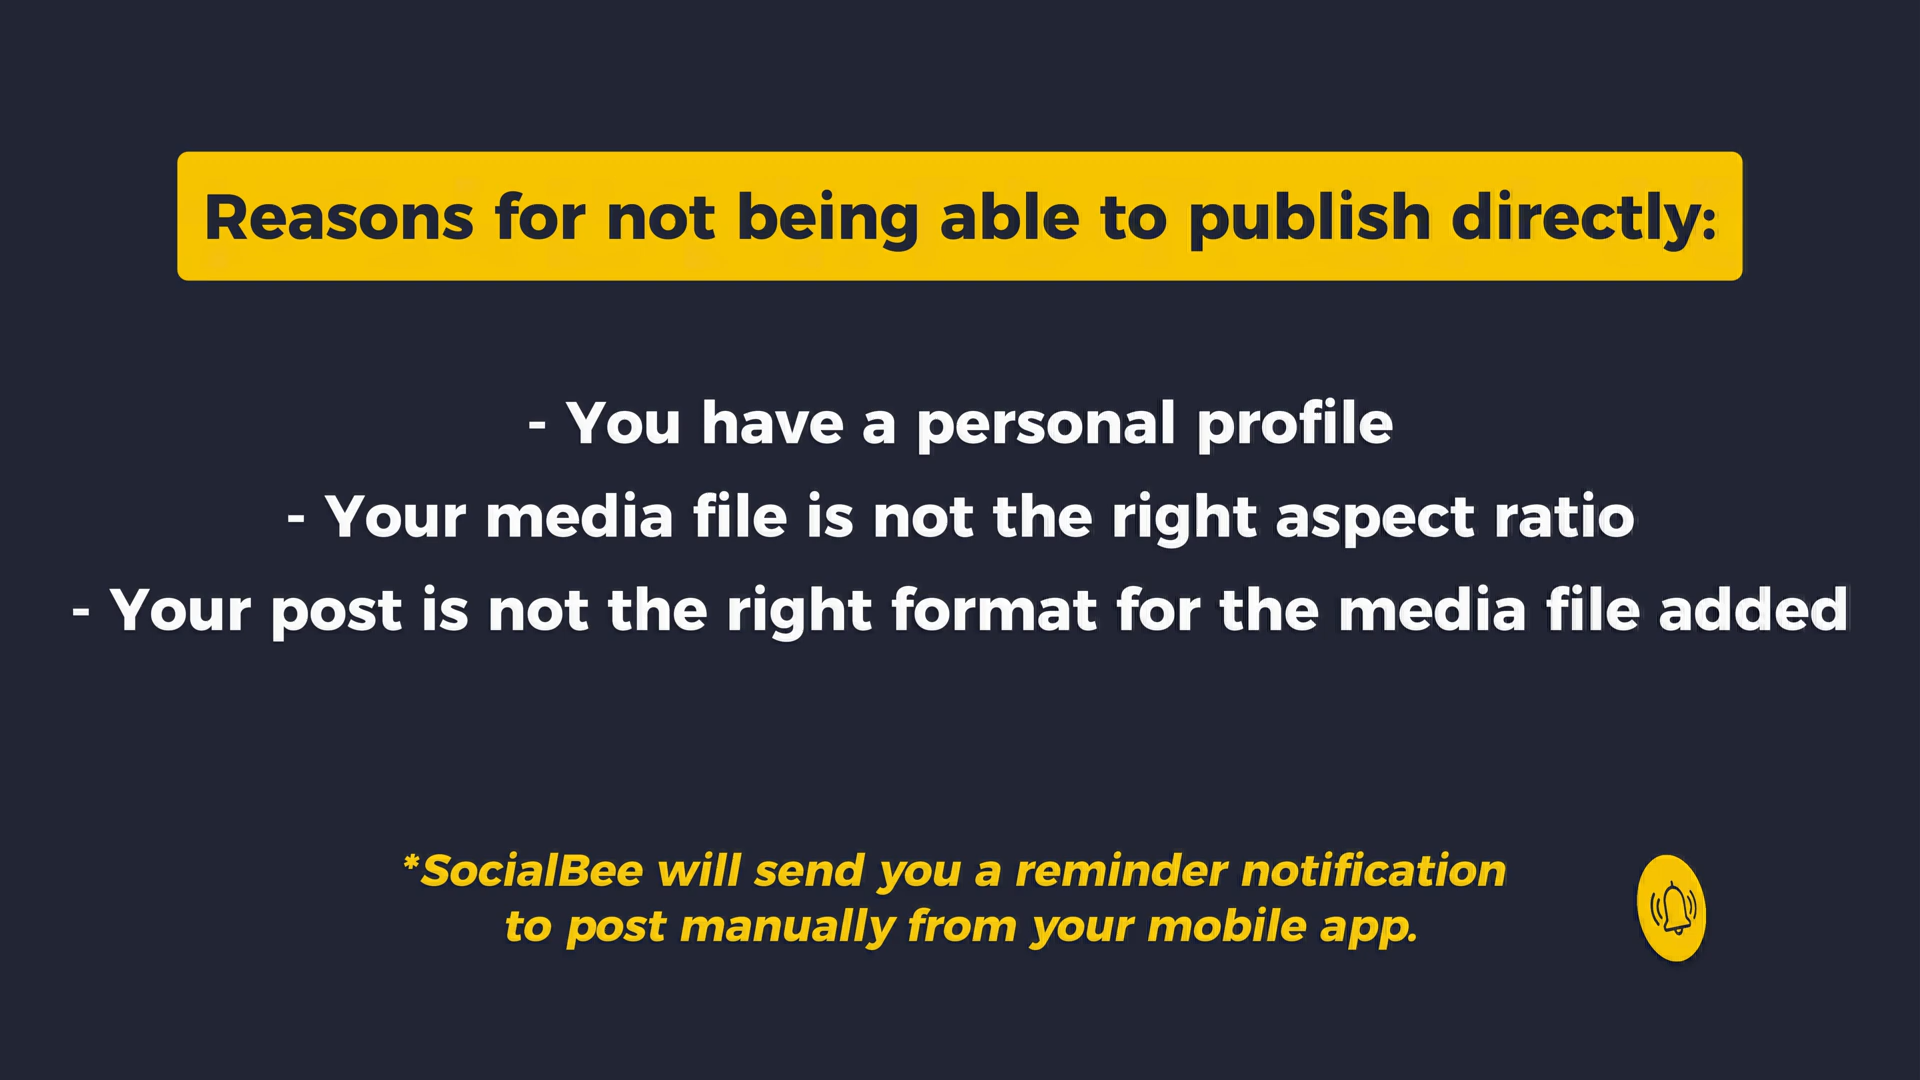 Reasons for not being able to publish directly:
- You have a personal profile
- Your media file is not the right aspect ratio
- Your post is not the right format for the media file added
*SocialBee will send you a reminder notification
to post manually from your mobile app.